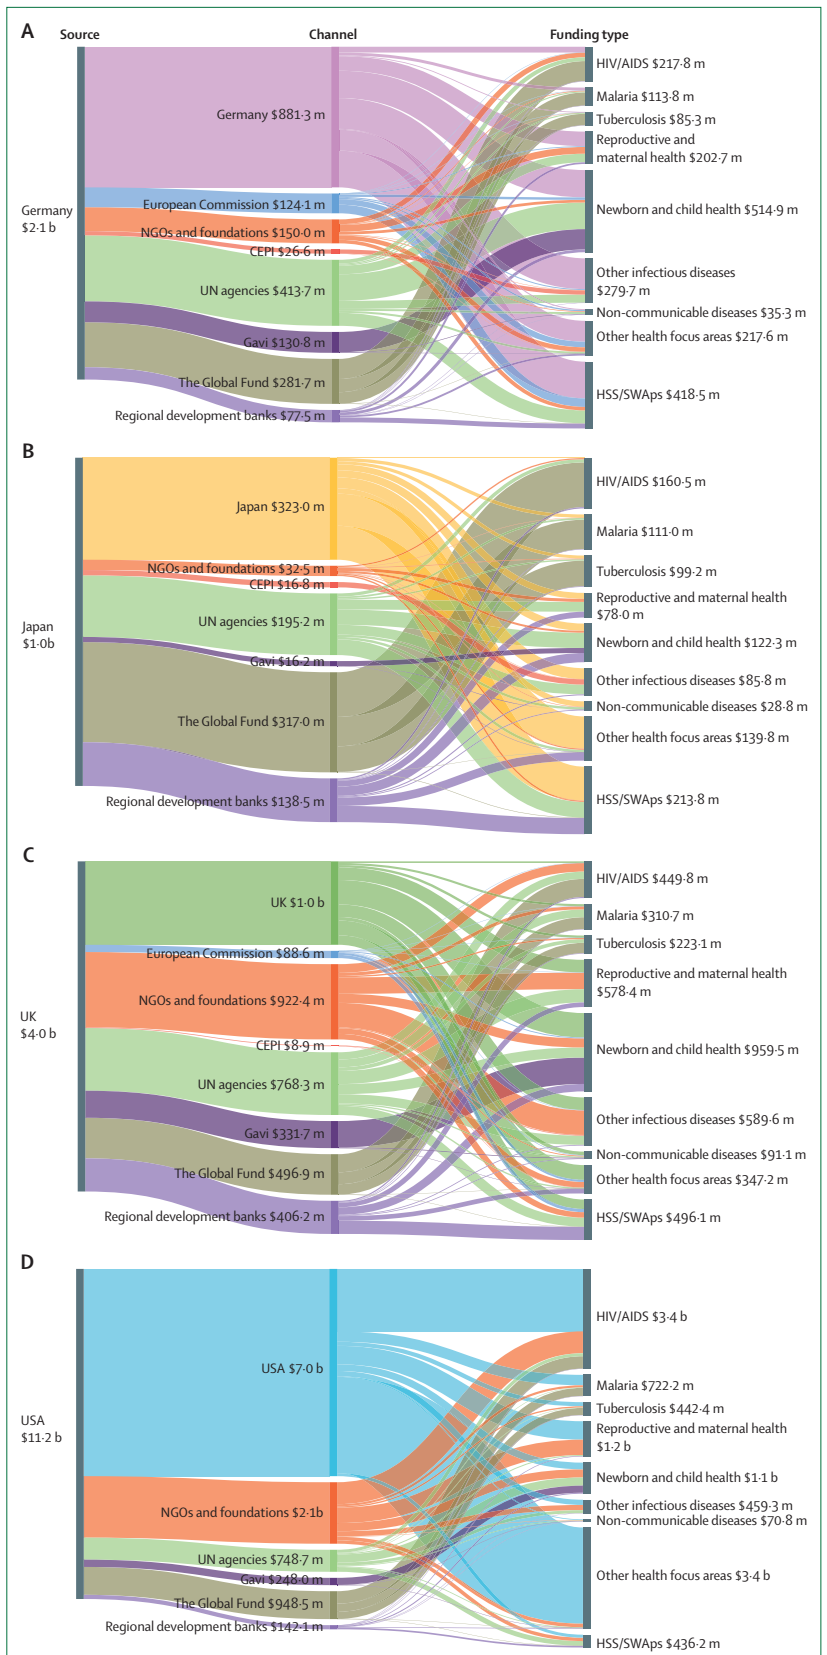 A
Source
Channel
Funding type
Germany
$2·1 b
Germany $881·3 m
European Commission $124·1 m
NGOs and foundations $150·0 m
CEPI $26·6 m
UN agencies $413·7 m
Gavi $130·8 m
The Global Fund $281·7 m
Regional development banks $77·5 m
HIV/AIDS $217·8 m
Malaria $113·8 m
Tuberculosis $85·3 m
Reproductive and
maternal health $202·7 m
Newborn and child health $514·9 m
Other infectious diseases
$279·7 m
Non-communicable diseases $35·3 m
Other health focus areas $217·6 m
HSS/SWAps $418·5 m
B
Japan
$1·0b
Japan $323·0 m
NGOs and foundations $32·5 m
CEPI $16·8 m
UN agencies $195·2 m
Gavi $16·2 m
The Global Fund $317·0 m
Regional development banks $138·5 m
HIV/AIDS $160·5 m
Malaria $111·0 m
Tuberculosis $99·2 m
Reproductive and maternal health
$78·0 m
Newborn and child health $122·3 m
Other infectious diseases $85·8 m
Non-communicable diseases $28·8 m
Other health focus areas $139·8 m
HSS/SWAps $213·8 m
C
UK
$4·0 b
UK $1·0 b
European Commission $88·6 m
NGOs and foundations $922·4 m
CEPI $8·9 m
UN agencies $768·3 m
Gavi $331·7 m
The Global Fund $496·9 m
Regional development banks $406·2 m
HIV/AIDS $449·8 m
Malaria $310·7 m
Tuberculosis $223·1 m
Reproductive and maternal health
$578·4 m
Newborn and child health $959·5 m
Other infectious diseases $589·6 m
Non-communicable diseases $91·1 m
Other health focus areas $347·2 m
HSS/SWAps $496·1 m
D
USA
$11·2 b
USA $7·0 b
NGOs and foundations $2·1b
UN agencies $748·7 m
Gavi $248·0 m
The Global Fund $948·5 m
Regional development banks $142·1 m
HIV/AIDS $3·4 b
Malaria $722·2 m
Tuberculosis $442·4 m
Reproductive and maternal health
$1·2 b
Newborn and child health $1·1 b
Other infectious diseases $459·3 m
Non-communicable diseases $70·8 m
Other health focus areas $3·4 b
HSS/SWAps $436·2 m